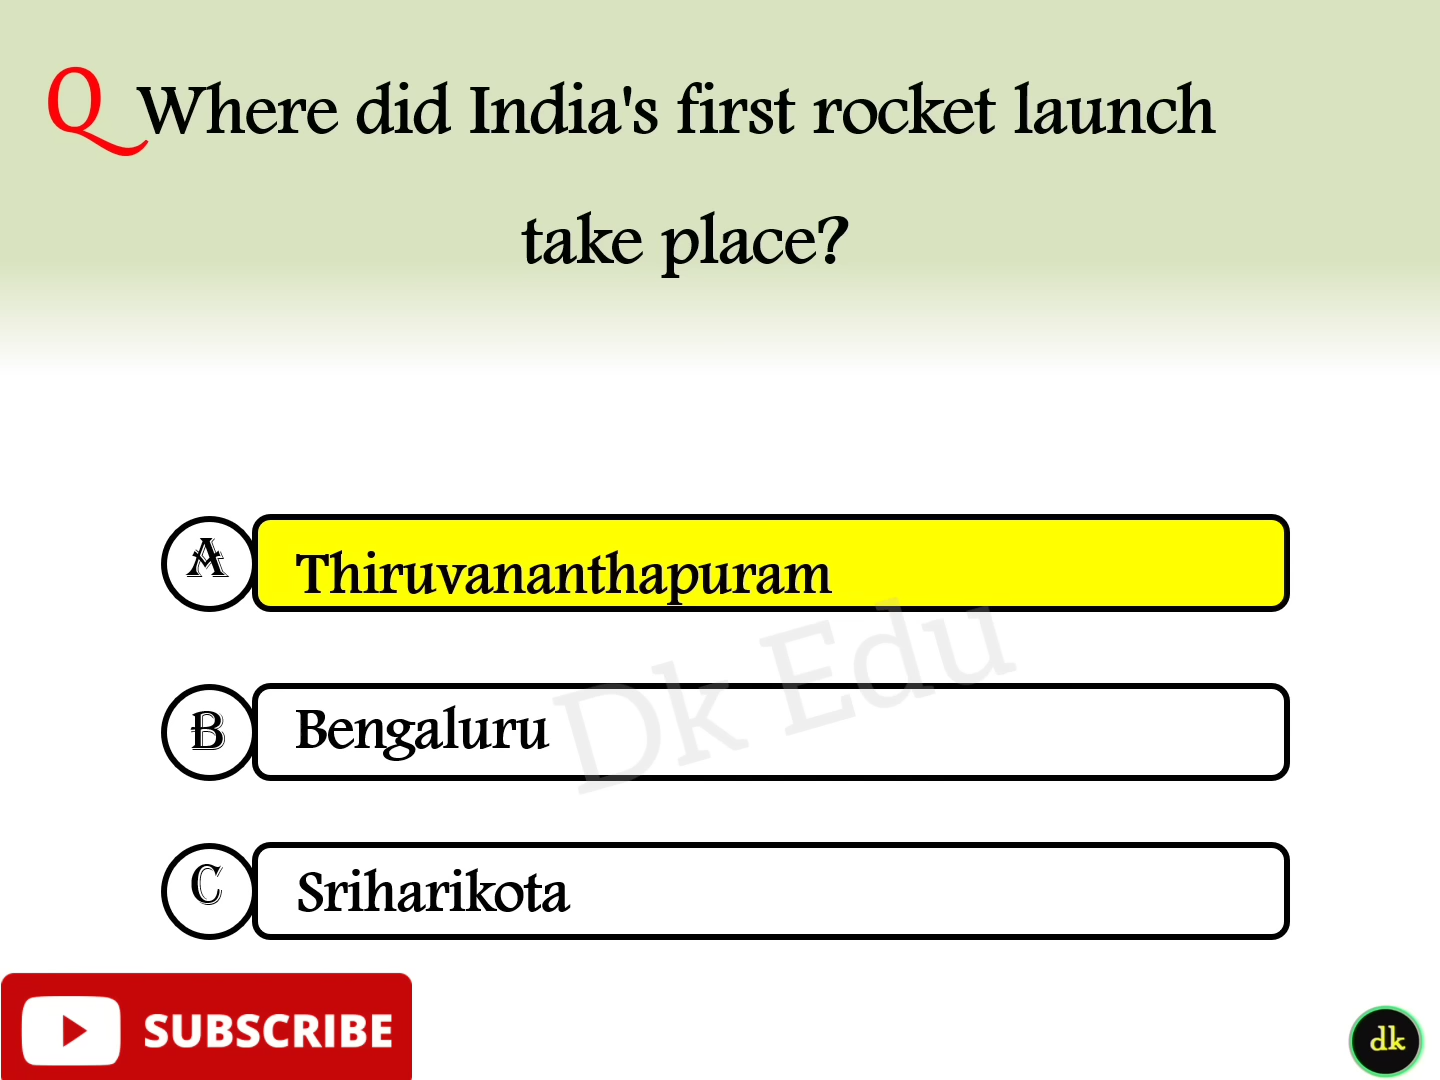 Q Where did India's first rocket launch
take place?
A Thiruvananthapuram
B Bengaluru
C Sriharikota
Dk Edu
SUBSCRIBE
dk